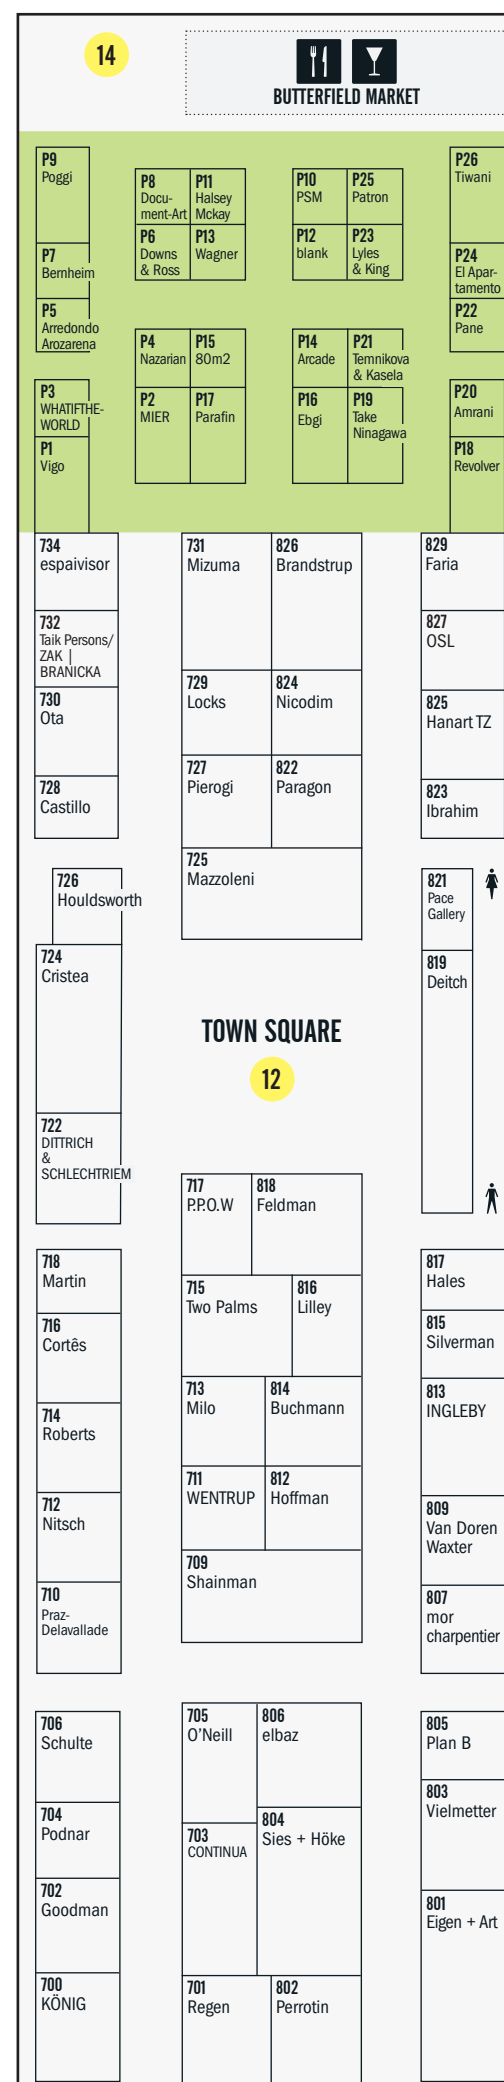 14
BUTTERFIELD MARKET
P9
Poggi
P7
Bernheim
P5
Arredondo
Arozarena
P3
WHATIFTHE-
WORLD
P1
Vigo
P8
Docu-
ment-Art
P11
Halsey
Mckay
P6
Downs
& Ross
P13
Wagner
P4
Nazarian
P15
80m2
P2
MIER
P17
Parafin
P10
PSM
P25
Patron
P12
blank
P23
Lyles
& King
P14
Arcade
P21
Temnikova
& Kasela
P16
Ebgi
P19
Take
Ninagawa
P26
Tiwani
P24
El Apar-
tamento
P22
Pane
P20
Amrani
P18
Revolver
734
espaivisor
732
Taik Persons/
ZAK |
BRANICKA
730
Ota
728
Castillo
731
Mizuma
826
Brandstrup
729
Locks
824
Nicodim
727
Pierogi
822
Paragon
725
Mazzoleni
829
Faria
827
OSL
825
Hanart TZ
823
Ibrahim
726
Houldsworth
724
Cristea
722
DITTRICH
&
SCHLECHTRIEM
821
Pace
Gallery
819
Deitch
TOWN SQUARE
12
717
P.P.O.W
818
Feldman
715
Two Palms
816
Lilley
713
Milo
814
Buchmann
711
WENTRUP
812
Hoffman
709
Shainman
718
Martin
716
Cortês
714
Roberts
712
Nitsch
710
Praz-
Delavallade
817
Hales
815
Silverman
813
INGLEBY
809
Van Doren
Waxter
807
mor
charpentier
706
Schulte
704
Podnar
702
Goodman
700
KÖNIG
705
O'Neill
806
elbaz
703
CONTINUA
804
Sies + Höke
701
Regen
802
Perrotin
805
Plan B
803
Vielmetter
801
Eigen + Art